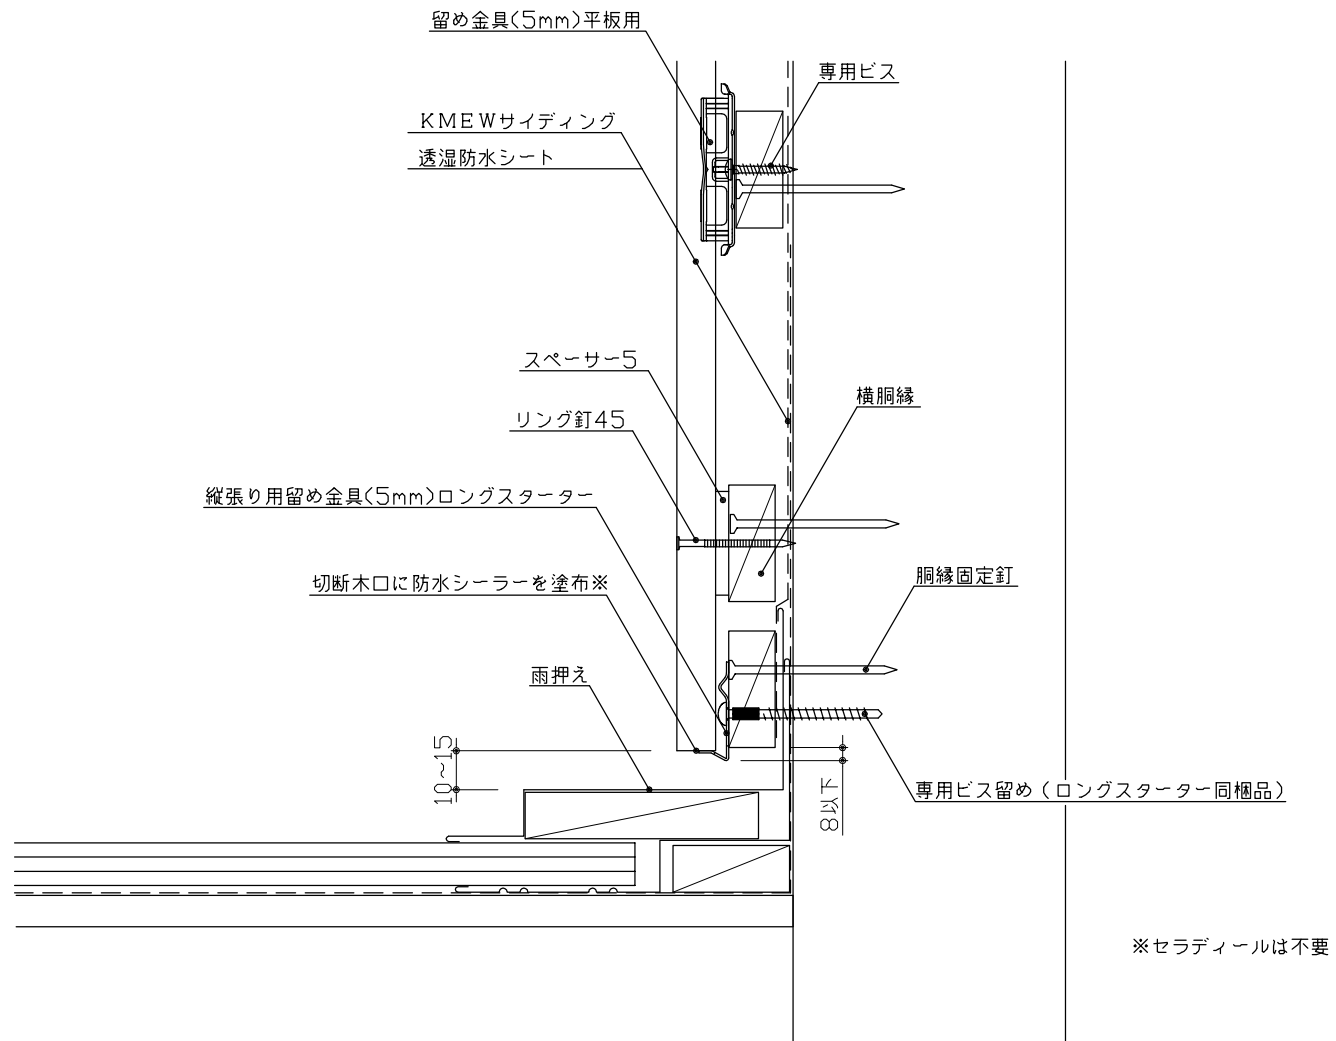 留め金具(5mm)平板用
専用ビス
KMEWサイディング
透湿防水シート
スペーサー5
横胴縁
リング釘45
縦張り用留め金具(5mm)ロングスターター
切断木口に防水シーラーを塗布※
胴縁固定釘
雨押え
10~15
8以下
専用ビス留め(ロングスターター同梱品)
※セラディールは不要